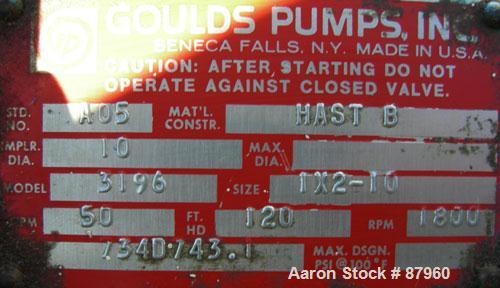 GOULDS PUMPS, INC
SENECA FALLS, N.Y. MADE IN U.S.A.
CAUTION: AFTER STARTING DO NOT
OPERATE AGAINST CLOSED VALVE.
STD. NO. A05 MAT'L. CONSTR. HAST B
IMPLR. DIA. 10 MAX. DIA.
MODEL 3196 SIZE 1X2-10
PM 50 FT. HD 120 RPM 1800
734D743.1 MAX. DSGN. PSI @ 100°F
Aaron Stock # 87960